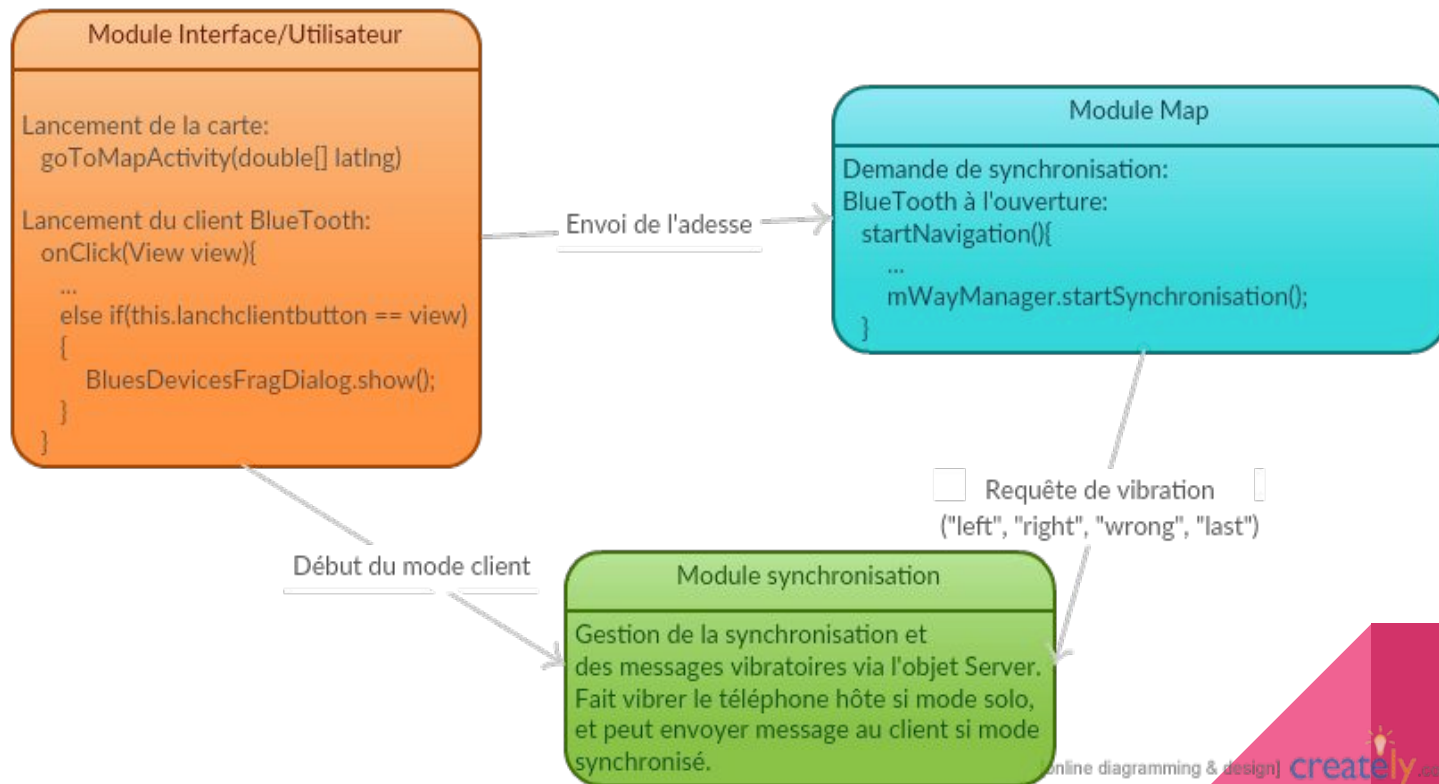 Module Interface/Utilisateur
Lancement de la carte:
goToMapActivity(double[] latlng)
Lancement du client BlueTooth:
onClick(View view){
...
else if(this.lanchclientbutton == view)
{
BluesDevicesFragDialog.show();
}
}
Envoi de l'adesse
Module Map
Demande de synchronisation:
BlueTooth à l'ouverture:
startNavigation(){
...
mWayManager.startSynchronisation();
}
Requête de vibration
("left", "right", "wrong", "last")
Début du mode client
Module synchronisation
Gestion de la synchronisation et
des messages vibratoires via l'objet Server.
Fait vibrer le téléphone hôte si mode solo,
et peut envoyer message au client si mode
synchronisé.
online diagramming & design] creately